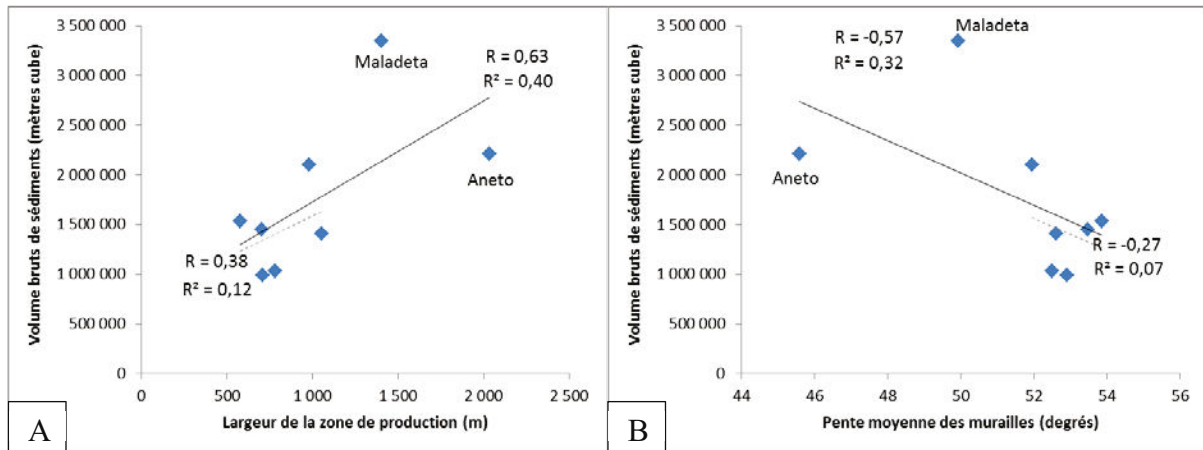 Volume bruts de sédiments (mètres cube)
3 500 000
3 000 000
2 500 000
2 000 000
1 500 000
1 000 000
500 000
0
Maladeta
R = 0,63
R² = 0,40
Aneto
R = 0,38
R² = 0,12
0
500
1 000
1 500
2 000
2 500
Largeur de la zone de production (m)
A
Volume bruts de sédiments (mètres cube)
3 500 000
3 000 000
2 500 000
2 000 000
1 500 000
1 000 000
500 000
0
Maladeta
R = -0,57
R² = 0,32
Aneto
R = -0,27
R² = 0,07
44
46
48
50
52
54
56
Pente moyenne des murailles (degrés)
B